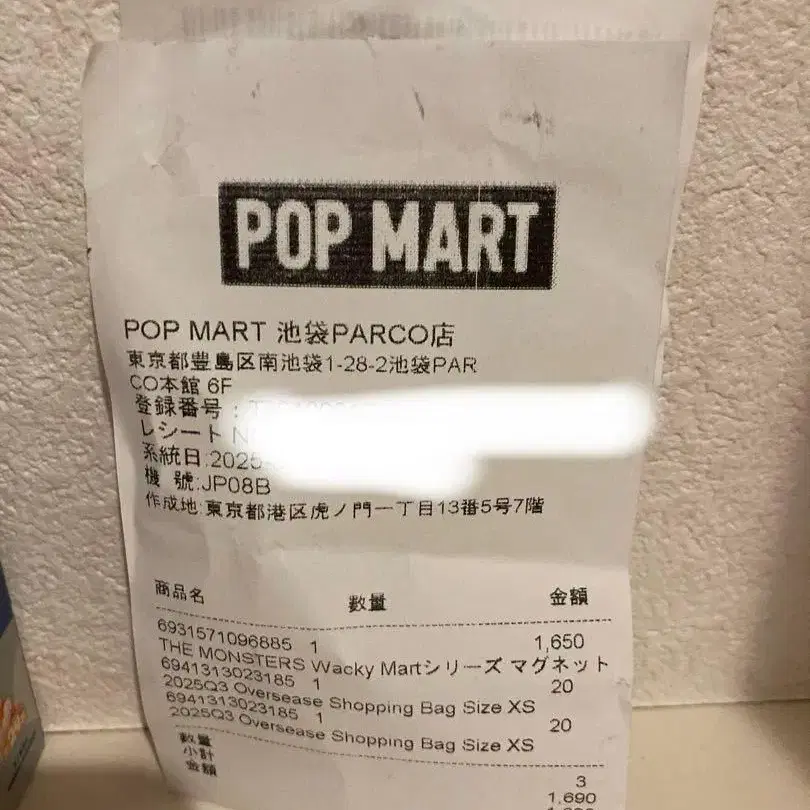 POP MART
POP MART 池袋PARCO店
東京都豊島区南池袋1-28-2池袋PAR
CO本館 6F
登録番号:
レシート
系統日:2025
機 號:JP08B
作成地:東京都港区虎ノ門一丁目13番5号7階
商品名 數量 金額
6931571096885 1 1,650
THE MONSTERS Wacky Martシリーズ マグネット
6941313023185 1 20
2025Q3 Oversease Shopping Bag Size XS
6941313023185 1 20
2025Q3 Oversease Shopping Bag Size XS
數量 3
小計 1,690
金額